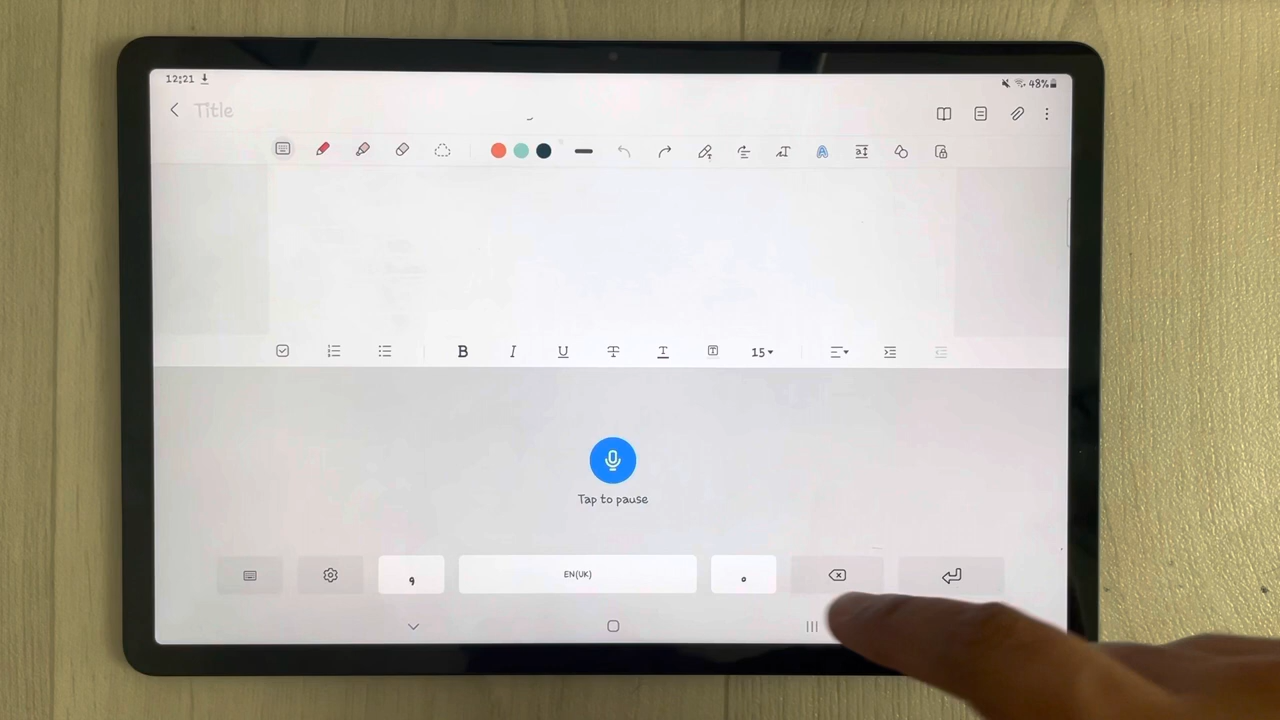 12:21 48%
Title
B I U T T T 15
Tap to pause
, EN(UK) .